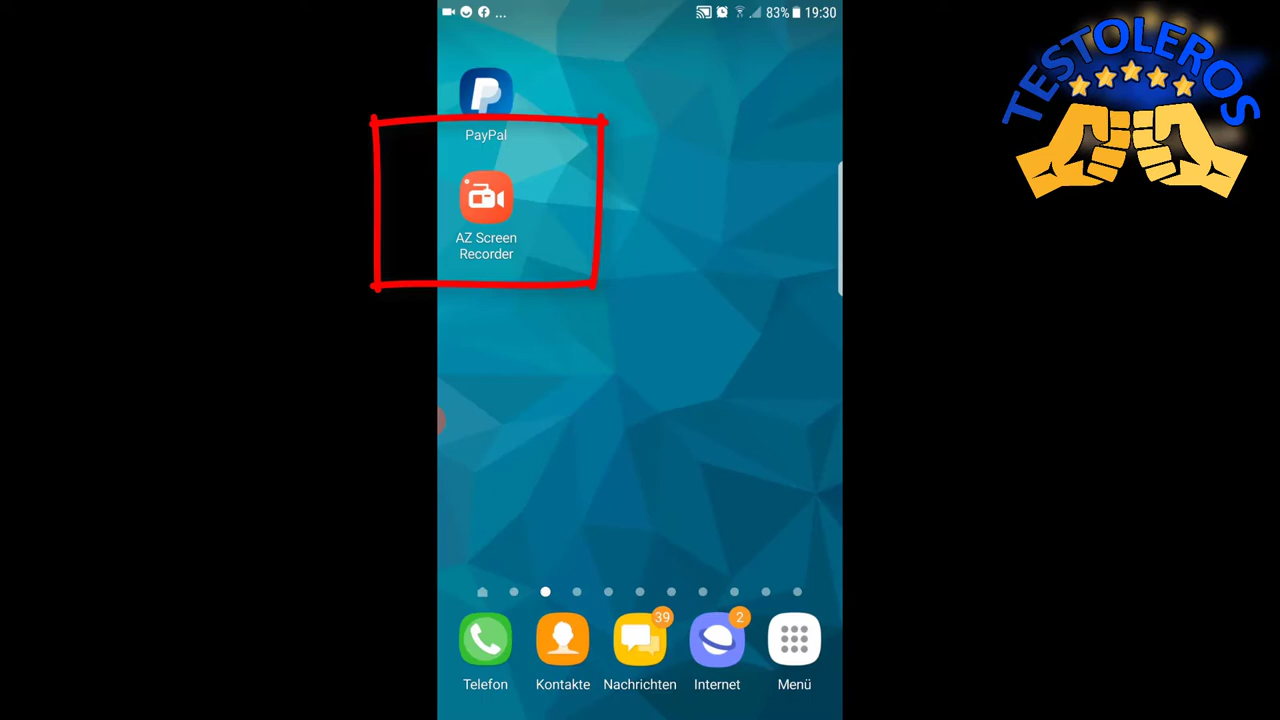 ... 83% 19:30
TESTOLEROS
PayPal
AZ Screen
Recorder
39 2
Telefon Kontakte Nachrichten Internet Menü